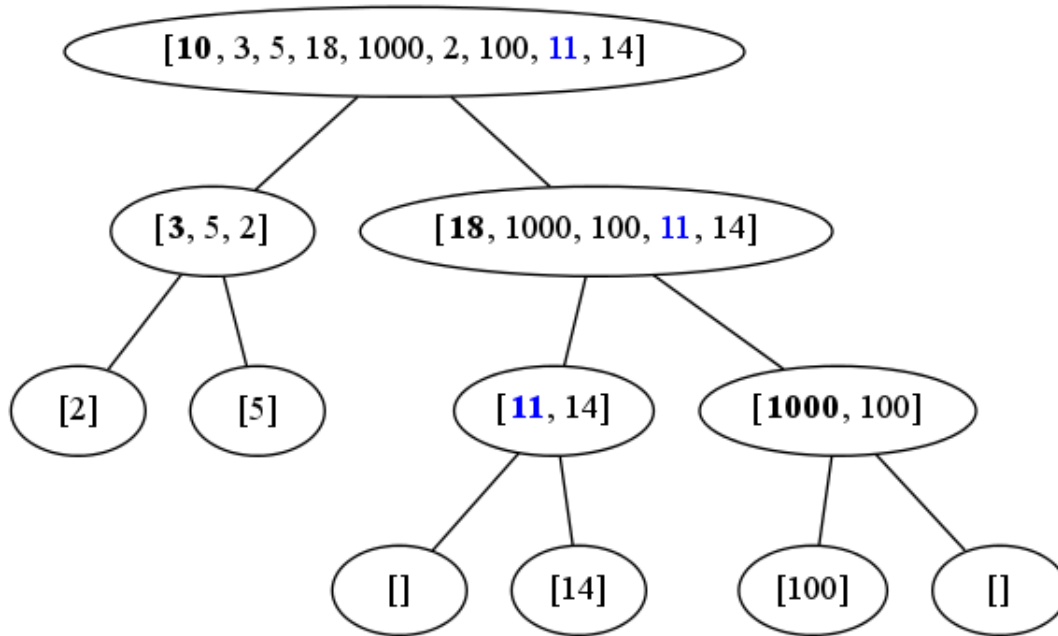 [10, 3, 5, 18, 1000, 2, 100, 11, 14]
[3, 5, 2]
[18, 1000, 100, 11, 14]
[2]
[5]
[11, 14]
[1000, 100]
[]
[14]
[100]
[]